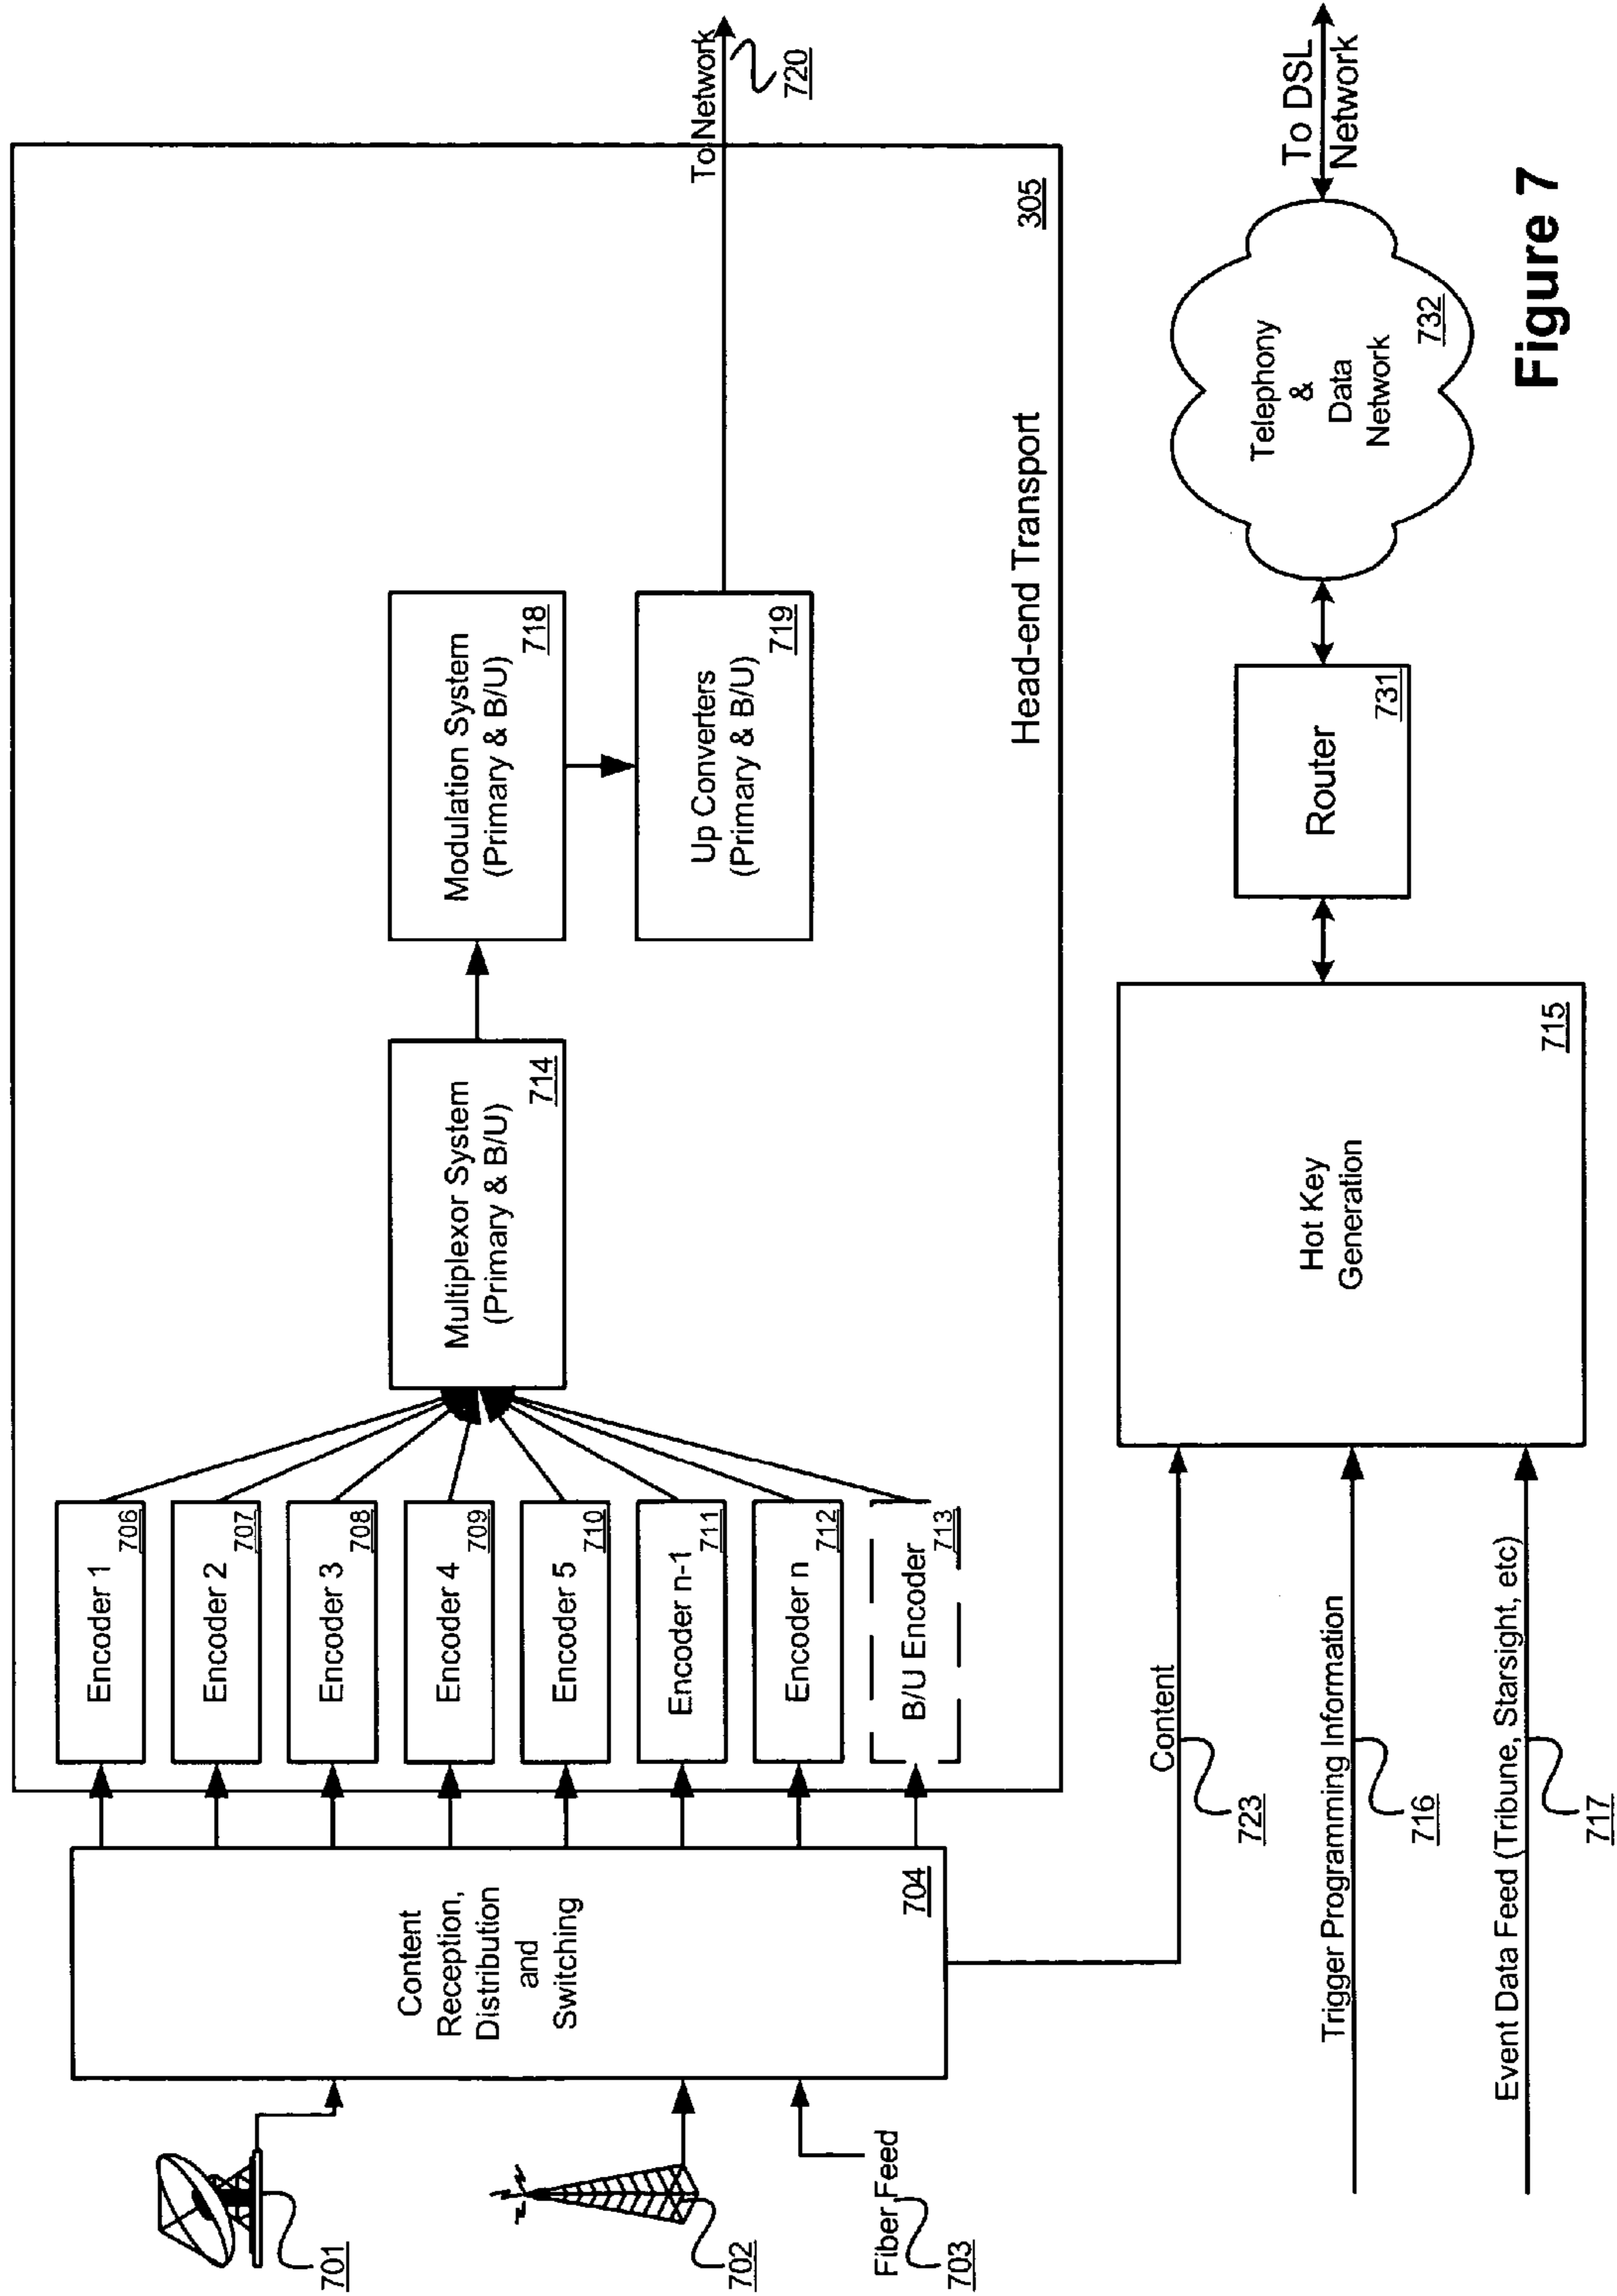 701
702
Fiber Feed
703
Content
Reception,
Distribution
and
Switching
704
Encoder 1
706
Encoder 2
707
Encoder 3
708
Encoder 4
709
Encoder 5
710
Encoder n-1
711
Encoder n
712
B/U Encoder
713
Multiplexor System
(Primary & B/U)
714
Modulation System
(Primary & B/U)
718
Up Converters
(Primary & B/U)
719
To Network
720
Head-end Transport
305
Content
723
Trigger Programming Information
716
Event Data Feed (Tribune, Starsight, etc)
717
Hot Key
Generation
715
Router
731
Telephony
&
Data
Network
732
To DSL
Network
Figure 7